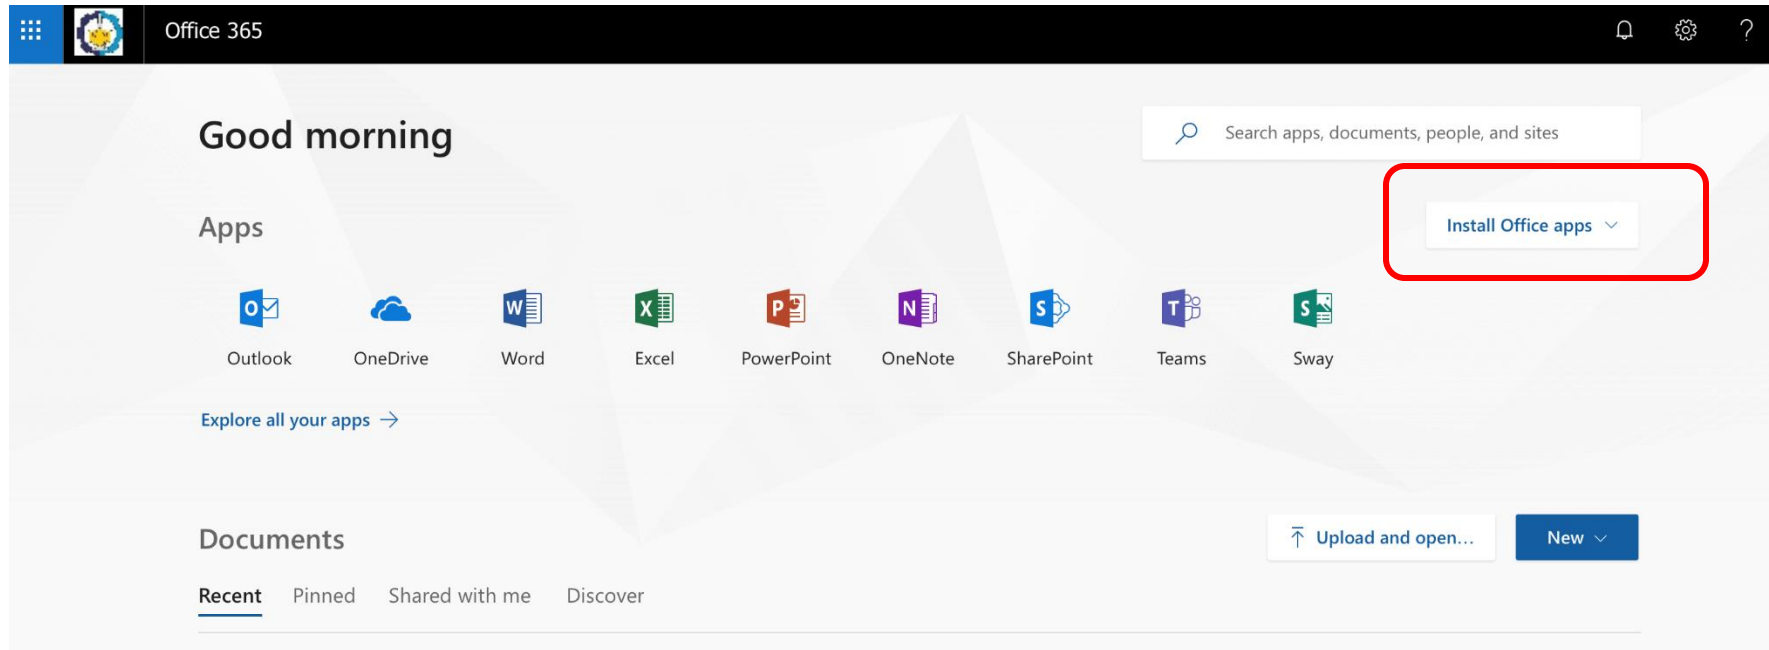 Office 365
Good morning
Search apps, documents, people, and sites
Apps
Install Office apps
Outlook OneDrive Word Excel PowerPoint OneNote SharePoint Teams Sway
Explore all your apps →
Documents
Upload and open...
New
Recent Pinned Shared with me Discover